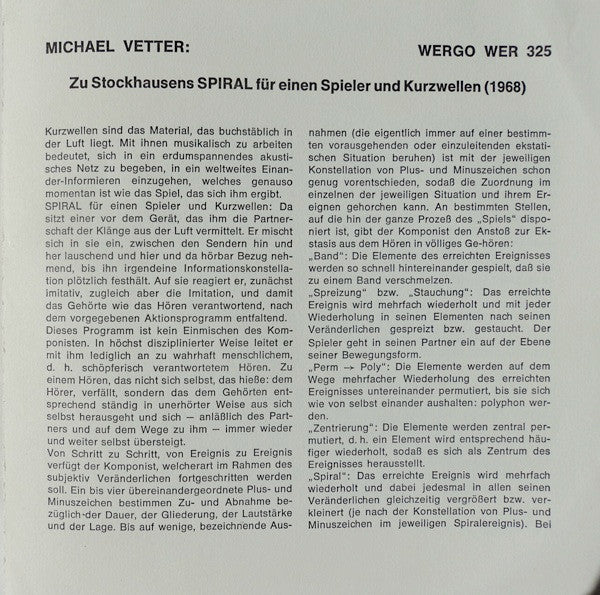 MICHAEL VETTER:
WERGO WER 325
Zu Stockhausens SPIRAL für einen Spieler und Kurzwellen (1968)
Kurzwellen sind das Material, das buchstäblich in
der Luft liegt. Mit ihnen musikalisch zu arbeiten
bedeutet, sich in ein erdumspannendes akusti-
sches Netz zu begeben, in ein weltweites Einan-
der-Informieren einzugehen, welches genauso
momentan ist wie das Spiel, das sich ihm ergibt.
SPIRAL für einen Spieler und Kurzwellen: Da
sitzt einer vor dem Gerät, das ihm die Partner-
schaft der Klänge aus der Luft vermittelt. Er mischt
sich in sie ein, zwischen den Sendern hin und
her lauschend und hier und da hörbar Bezug neh-
mend, bis ihn irgendeine Informationskonstella-
tion plötzlich festhält. Auf sie reagiert er, zunächst
imitativ, zugleich aber die Imitation, und damit
das Gehörte wie das Hören verantwortend, nach
dem vorgegebenen Aktionsprogramm entfaltend.
Dieses Programm ist kein Einmischen des Kom-
ponisten. In höchst disziplinierter Weise leitet er
mit ihm lediglich an zu wahrhaft menschlichem,
d. h. schöpferisch verantwortetem Hören. Zu
einem Hören, das nicht sich selbst, das hieße: dem
Hörer, verfällt, sondern das dem Gehörten ent-
sprechend ständig in unerhörter Weise aus sich
selbst herausgeht und sich – anläßlich des Part-
ners und auf dem Wege zu ihm – immer wieder
und weiter selbst übersteigt.
Von Schritt zu Schritt, von Ereignis zu Ereignis
verfügt der Komponist, welcherart im Rahmen des
subjektiv Veränderlichen fortgeschritten werden
soll. Ein bis vier übereinandergeordnete Plus- und
Minuszeichen bestimmen Zu- und Abnahme be-
züglich der Dauer, der Gliederung, der Lautstärke
und der Lage. Bis auf wenige, bezeichnende Aus-
nahmen (die eigentlich immer auf einer bestimm-
ten vorausgehenden oder einzuleitenden ekstati-
schen Situation beruhen) ist mit der jeweiligen
Konstellation von Plus- und Minuszeichen schon
genug vorentschieden, sodaß die Zuordnung im
einzelnen der jeweiligen Situation und ihrem Er-
eignen gehorchen kann. An bestimmten Stellen,
auf die hin der ganze Prozeß des „Spiels“ dispo-
niert ist, gibt der Komponist den Anstoß zur Ek-
stasis aus dem Hören in völliges Ge-hören:
„Band“: Die Elemente des erreichten Ereignisses
werden so schnell hintereinander gespielt, daß sie
zu einem Band verschmelzen.
„Spreizung“ bzw. „Stauchung“: Das erreichte
Ereignis wird mehrfach wiederholt und mit jeder
Wiederholung in seinen Elementen nach seinen
Veränderlichen gespreizt bzw. gestaucht. Der
Spieler geht in seinen Partner ein auf der Ebene
seiner Bewegungsform.
„Perm → Poly“: Die Elemente werden auf dem
Wege mehrfacher Wiederholung des erreichten
Ereignisses untereinander permutiert, bis sie sich
wie von selbst einander aushalten: polyphon wer-
den.
„Zentrierung“: Die Elemente werden zentral per-
mutiert, d. h. ein Element wird entsprechend häu-
figer wiederholt, sodaß es als Zentrum des
Ereignisses herausstellt.
„Spiral“: Das erreichte Ereignis wird mehrfach
wiederholt und dabei jedesmal in allen seinen
Veränderlichen gleichzeitig vergrößert bzw. ver-
kleinert (je nach der Konstellation von Plus- und
Minuszeichen im jeweiligen Spiralereignis). Bei